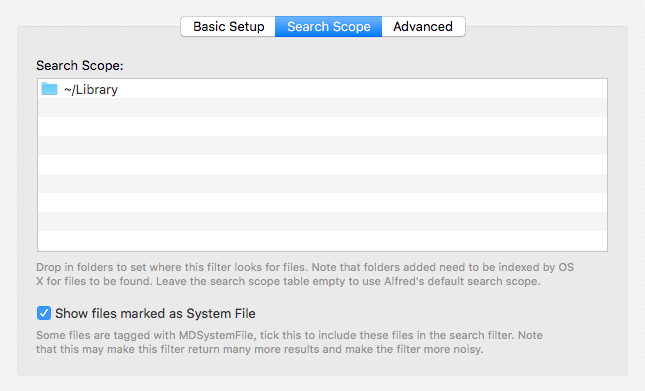 Basic Setup Search Scope Advanced
Search Scope:
~/Library
Drop in folders to set where this filter looks for files. Note that folders added need to be indexed by OS
X for files to be found. Leave the search scope table empty to use Alfred's default search scope.
Show files marked as System File
Some files are tagged with MDSystemFile, tick this to include these files in the search filter. Note
that this may make this filter return many more results and make the filter more noisy.